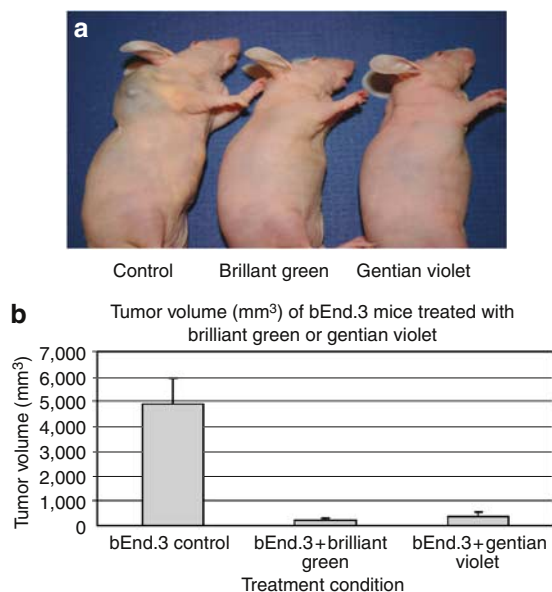 a
Control Brillant green Gentian violet
b
Tumor volume (mm³) of bEnd.3 mice treated with
brilliant green or gentian violet
Tumor volume (mm³)
7,000
6,000
5,000
4,000
3,000
2,000
1,000
0
bEnd.3 control bEnd.3+brilliant bEnd.3+gentian
green violet
Treatment condition